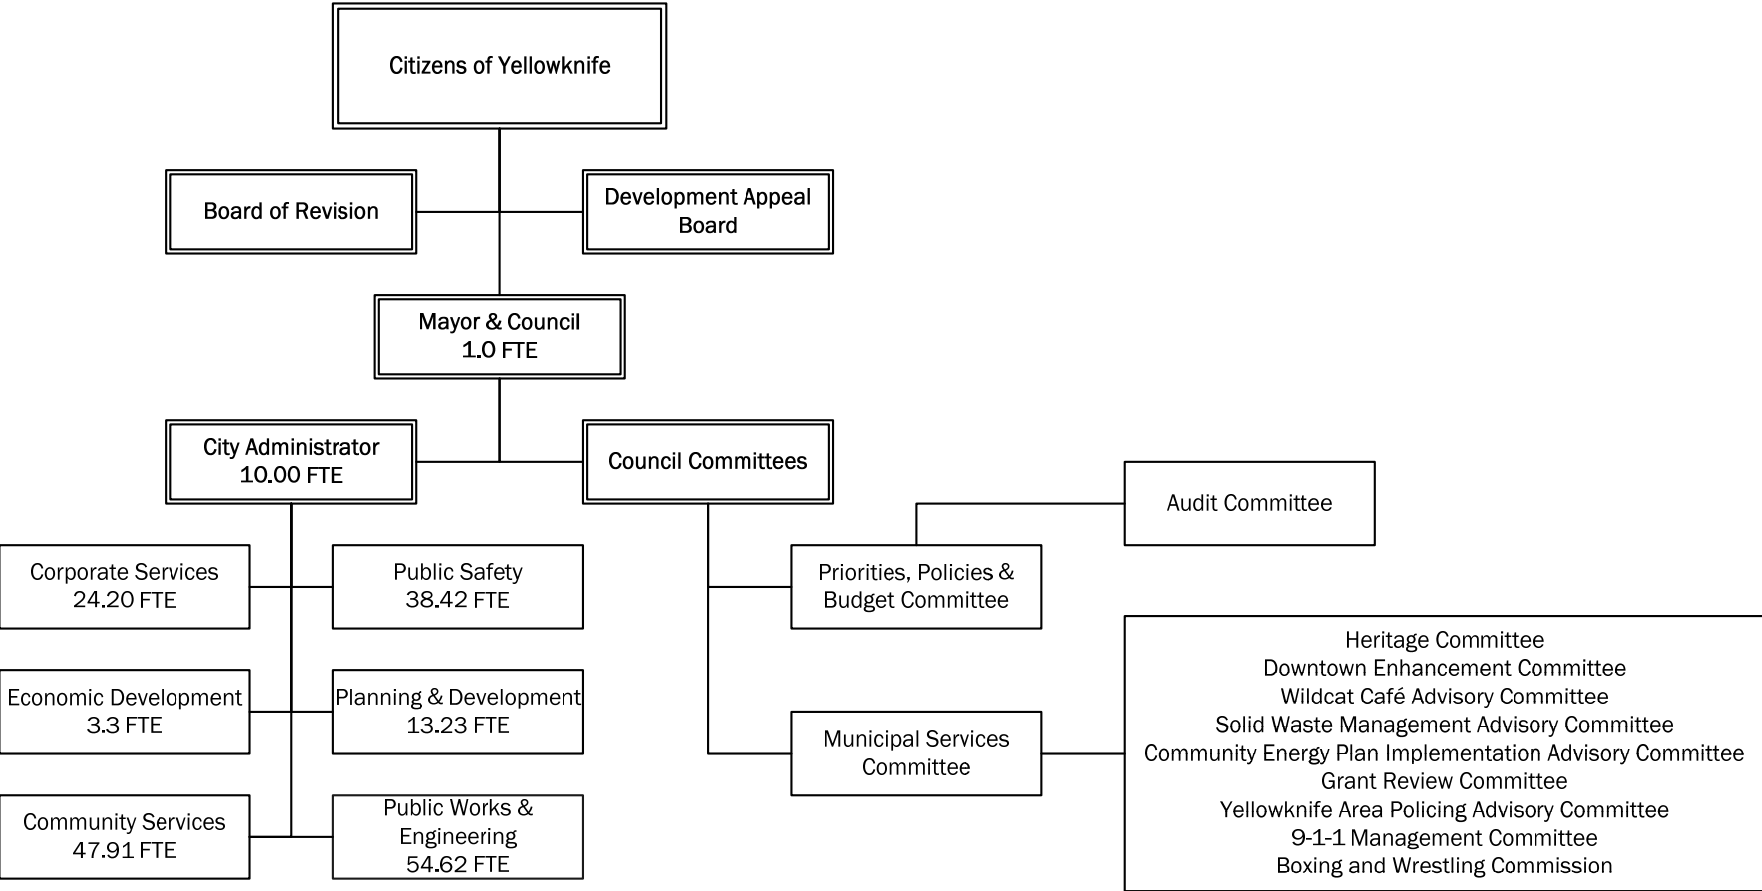 Citizens of Yellowknife
Board of Revision
Development Appeal
Board
Mayor & Council
1.0 FTE
City Administrator
10.00 FTE
Council Committees
Audit Committee
Corporate Services
24.20 FTE
Public Safety
38.42 FTE
Priorities, Policies &
Budget Committee
Economic Development
3.3 FTE
Planning & Development
13.23 FTE
Municipal Services
Committee
Heritage Committee
Downtown Enhancement Committee
Wildcat Café Advisory Committee
Solid Waste Management Advisory Committee
Community Energy Plan Implementation Advisory Committee
Grant Review Committee
Yellowknife Area Policing Advisory Committee
9-1-1 Management Committee
Boxing and Wrestling Commission
Community Services
47.91 FTE
Public Works &
Engineering
54.62 FTE